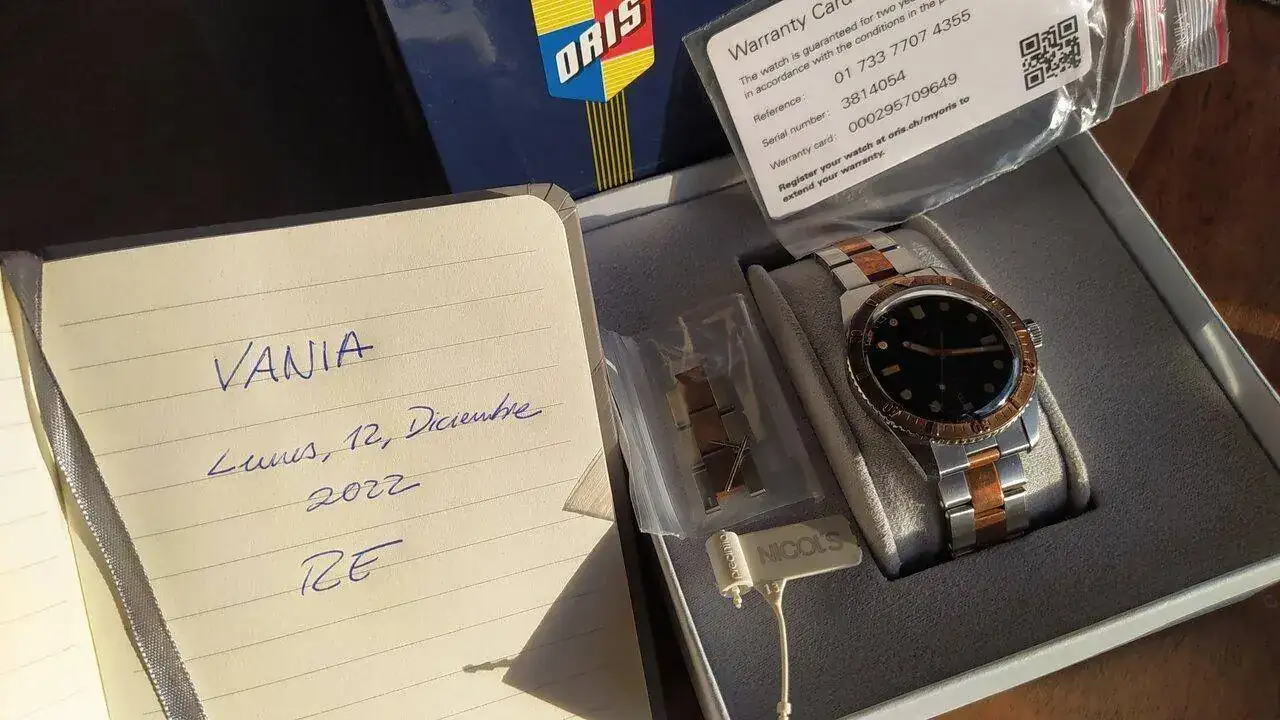 ORIS
Warranty Card
The watch is guaranteed for two
in accordance with the conditions in the
Reference: 01 733 7707 4355
Serial number: 3814054
Warranty card: 000295709649
Register your watch at oris.ch/myoris to
extend your warranty.
VANIA
Lunes, 12, Diciembre
2022
RE
NICOL'S